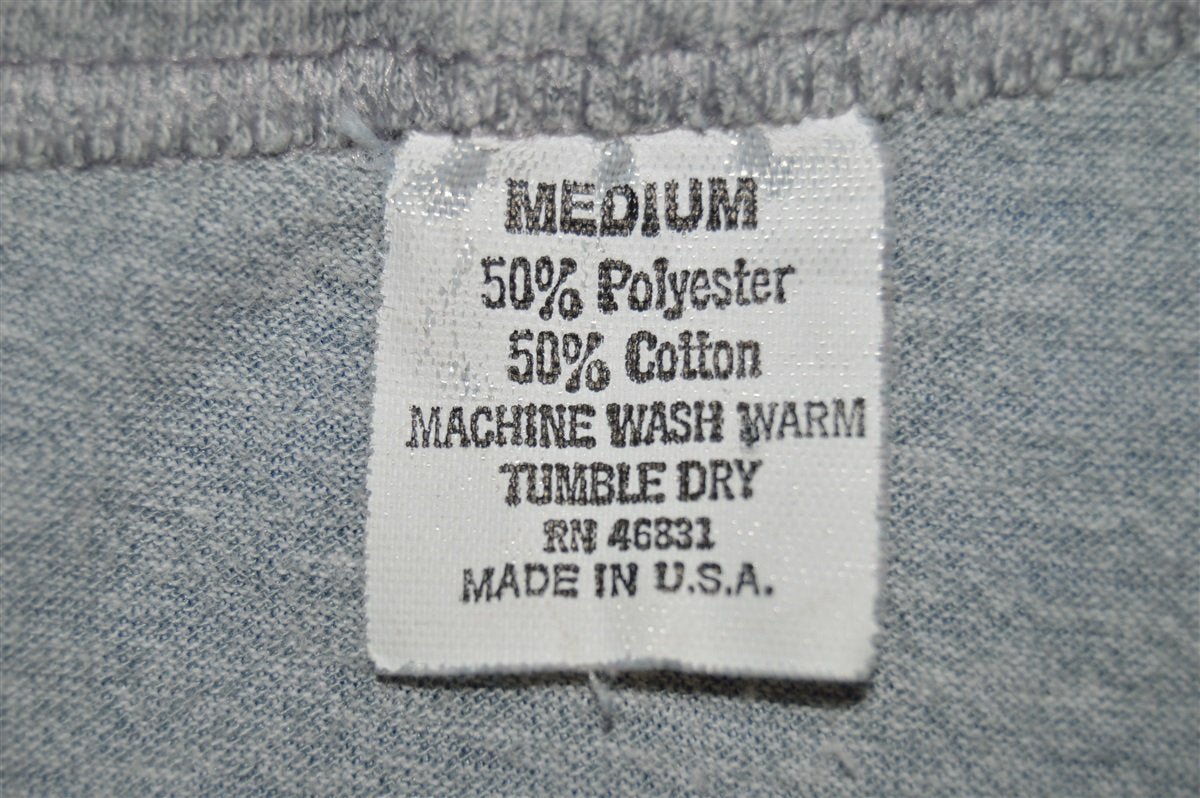 MEDIUM
50% Polyester
50% Cotton
MACHINE WASH WARM
TUMBLE DRY
RN 46831
MADE IN U.S.A.